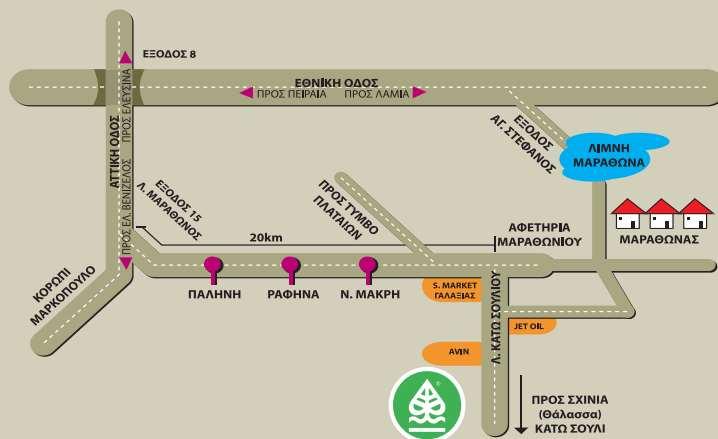 ΕΞΟΔΟΣ 8
ΕΘΝΙΚΗ ΟΔΟΣ
ΠΡΟΣ ΠΕΙΡΑΙΑ
ΠΡΟΣ ΛΑΜΙΑ
ΑΤΤΙΚΗ ΟΔΟΣ
ΠΡΟΣ ΕΛΕΥΣΙΝΑ
ΠΡΟΣ ΕΛ. ΒΕΝΙΖΕΛΟΣ
ΕΞΟΔΟΣ
ΑΓ. ΣΤΕΦΑΝΟΣ
ΛΙΜΝΗ
ΜΑΡΑΘΩΝΑ
ΕΞΟΔΟΣ 15
Λ. ΜΑΡΑΘΩΝΟΣ
ΠΡΟΣ ΤΥΜΒΟ
ΠΛΑΤΑΙΩΝ
20km
ΑΦΕΤΗΡΙΑ
ΜΑΡΑΘΩΝΙΟΥ
ΜΑΡΑΘΩΝΑΣ
ΚΟΡΩΠΙ
ΜΑΡΚΟΠΟΥΛΟ
ΠΑΛΗΝΗ
ΡΑΦΗΝΑ
Ν. ΜΑΚΡΗ
S. MARKET
ΓΑΛΑΞΙΑΣ
Λ. ΚΑΤΩ ΣΟΥΛΙΟΥ
JET OIL
AVIN
ΠΡΟΣ ΣΧΙΝΙΑ
(Θάλασσα)
ΚΑΤΩ ΣΟΥΛΙ